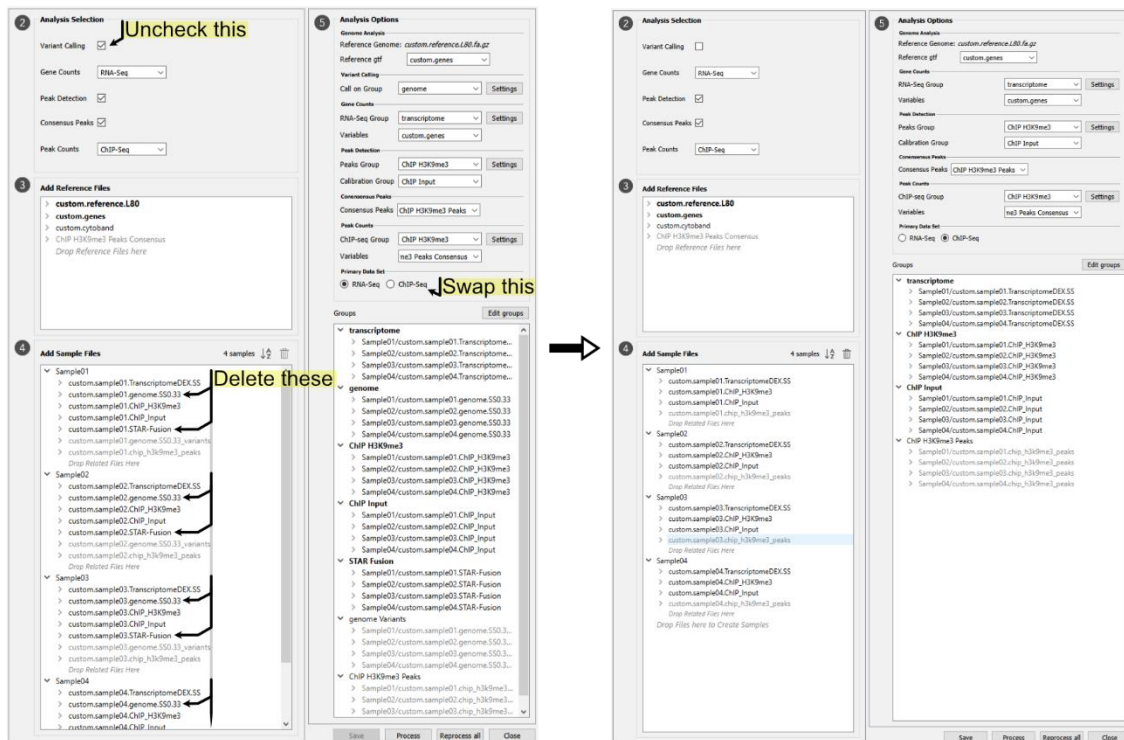 2 Analysis Selection
Uncheck this
Variant Calling
Gene Counts RNA-Seq
Peak Detection
Consensus Peaks
Peak Counts ChIP-Seq
3 Add Reference Files
custom.reference.L80
custom.genes
custom.cytoband
ChIP H3K9me3 Peaks Consensus
Drop Reference Files here
4 Add Sample Files 4 samples
Delete these
Sample01
custom.sample01.TranscriptomeDEX.SS
custom.sample01.genome.SS0.33
custom.sample01.ChIP_H3K9me3
custom.sample01.ChIP_Input
custom.sample01.STAR-Fusion
custom.sample01.genome.SS0.33_variants
custom.sample01.chip_h3k9me3_peaks
Drop Related Files Here
Sample02
custom.sample02.TranscriptomeDEX.SS
custom.sample02.genome.SS0.33
custom.sample02.ChIP_H3K9me3
custom.sample02.ChIP_Input
custom.sample02.STAR-Fusion
custom.sample02.genome.SS0.33_variants
custom.sample02.chip_h3k9me3_peaks
Drop Related Files Here
Sample03
custom.sample03.TranscriptomeDEX.SS
custom.sample03.genome.SS0.33
custom.sample03.ChIP_H3K9me3
custom.sample03.ChIP_Input
custom.sample03.STAR-Fusion
custom.sample03.genome.SS0.33_variants
custom.sample03.chip_h3k9me3_peaks
Drop Related Files Here
Sample04
custom.sample04.TranscriptomeDEX.SS
custom.sample04.genome.SS0.33
custom.sample04.ChIP_H3K9me3
custom.sample04.ChIP_Input
5 Analysis Options
Genome Analysis
Reference Genome: custom.reference.L80.fa.gz
Reference gtf custom.genes
Variant Calling
Call on Group genome Settings
Gene Counts
RNA-Seq Group transcriptome Settings
Variables custom.genes
Peak Detection
Peaks Group ChIP H3K9me3 Settings
Calibration Group ChIP Input
Conensensus Peaks
Consensus Peaks ChIP H3K9me3 Peaks
Peak Counts
ChIP-seq Group ChIP H3K9me3 Settings
Variables ne3 Peaks Consensus
Primary Data Set
RNA-Seq ChIP-Seq
Swap this
Groups Edit groups
transcriptome
Sample01/custom.sample01.Transcriptome...
Sample02/custom.sample02.Transcriptome...
Sample03/custom.sample03.Transcriptome...
Sample04/custom.sample04.Transcriptome...
genome
Sample01/custom.sample01.genome.SS0.33
Sample02/custom.sample02.genome.SS0.33
Sample03/custom.sample03.genome.SS0.33
Sample04/custom.sample04.genome.SS0.33
ChIP H3K9me3
Sample01/custom.sample01.ChIP_H3K9me3
Sample02/custom.sample02.ChIP_H3K9me3
Sample03/custom.sample03.ChIP_H3K9me3
Sample04/custom.sample04.ChIP_H3K9me3
ChIP Input
Sample01/custom.sample01.ChIP_Input
Sample02/custom.sample02.ChIP_Input
Sample03/custom.sample03.ChIP_Input
Sample04/custom.sample04.ChIP_Input
STAR Fusion
Sample01/custom.sample01.STAR-Fusion
Sample02/custom.sample02.STAR-Fusion
Sample03/custom.sample03.STAR-Fusion
Sample04/custom.sample04.STAR-Fusion
genome Variants
Sample01/custom.sample01.genome.SS0.3...
Sample02/custom.sample02.genome.SS0.3...
Sample03/custom.sample03.genome.SS0.3...
Sample04/custom.sample04.genome.SS0.3...
ChIP H3K9me3 Peaks
Sample01/custom.sample01.chip_h3k9me3...
Sample02/custom.sample02.chip_h3k9me3...
Sample03/custom.sample03.chip_h3k9me3...
Save Process Reprocess all Close
2 Analysis Selection
Variant Calling
Gene Counts RNA-Seq
Peak Detection
Consensus Peaks
Peak Counts ChIP-Seq
3 Add Reference Files
custom.reference.L80
custom.genes
custom.cytoband
ChIP H3K9me3 Peaks Consensus
Drop Reference Files here
4 Add Sample Files 4 samples
Sample01
custom.sample01.TranscriptomeDEX.SS
custom.sample01.ChIP_H3K9me3
custom.sample01.ChIP_Input
custom.sample01.chip_h3k9me3_peaks
Drop Related Files Here
Sample02
custom.sample02.TranscriptomeDEX.SS
custom.sample02.ChIP_H3K9me3
custom.sample02.ChIP_Input
custom.sample02.chip_h3k9me3_peaks
Drop Related Files Here
Sample03
custom.sample03.TranscriptomeDEX.SS
custom.sample03.ChIP_H3K9me3
custom.sample03.ChIP_Input
custom.sample03.chip_h3k9me3_peaks
Drop Related Files Here
Sample04
custom.sample04.TranscriptomeDEX.SS
custom.sample04.ChIP_H3K9me3
custom.sample04.ChIP_Input
custom.sample04.chip_h3k9me3_peaks
Drop Related Files Here
Drop Files here to Create Samples
5 Analysis Options
Genome Analysis
Reference Genome: custom.reference.L80.fa.gz
Reference gtf custom.genes
Gene Counts
RNA-Seq Group transcriptome Settings
Variables custom.genes
Peak Detection
Peaks Group ChIP H3K9me3 Settings
Calibration Group ChIP Input
Conensensus Peaks
Consensus Peaks ChIP H3K9me3 Peaks
Peak Counts
ChIP-seq Group ChIP H3K9me3 Settings
Variables ne3 Peaks Consensus
Primary Data Set
RNA-Seq ChIP-Seq
Groups Edit groups
transcriptome
Sample01/custom.sample01.TranscriptomeDEX.SS
Sample02/custom.sample02.TranscriptomeDEX.SS
Sample03/custom.sample03.TranscriptomeDEX.SS
Sample04/custom.sample04.TranscriptomeDEX.SS
ChIP H3K9me3
Sample01/custom.sample01.ChIP_H3K9me3
Sample02/custom.sample02.ChIP_H3K9me3
Sample03/custom.sample03.ChIP_H3K9me3
Sample04/custom.sample04.ChIP_H3K9me3
ChIP Input
Sample01/custom.sample01.ChIP_Input
Sample02/custom.sample02.ChIP_Input
Sample03/custom.sample03.ChIP_Input
Sample04/custom.sample04.ChIP_Input
ChIP H3K9me3 Peaks
Sample01/custom.sample01.chip_h3k9me3_peaks
Sample02/custom.sample02.chip_h3k9me3_peaks
Sample03/custom.sample03.chip_h3k9me3_peaks
Sample04/custom.sample04.chip_h3k9me3_peaks
Save Process Reprocess all Close